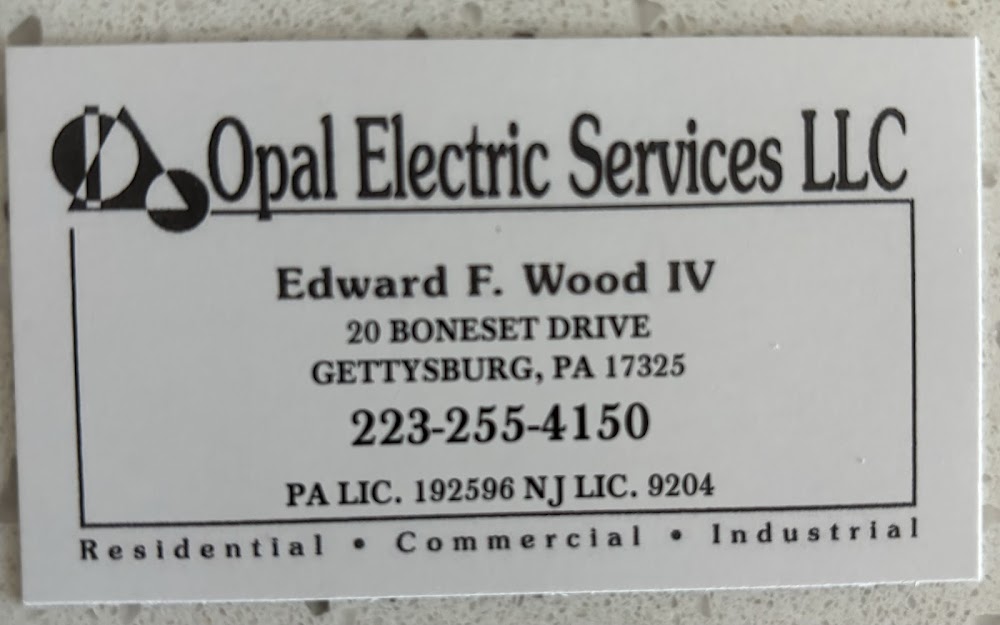 Opal Electric Services LLC
Edward F. Wood IV
20 BONESET DRIVE
GETTYSBURG, PA 17325
223-255-4150
PA LIC. 192596 NJ LIC. 9204
Residential • Commercial • Industrial